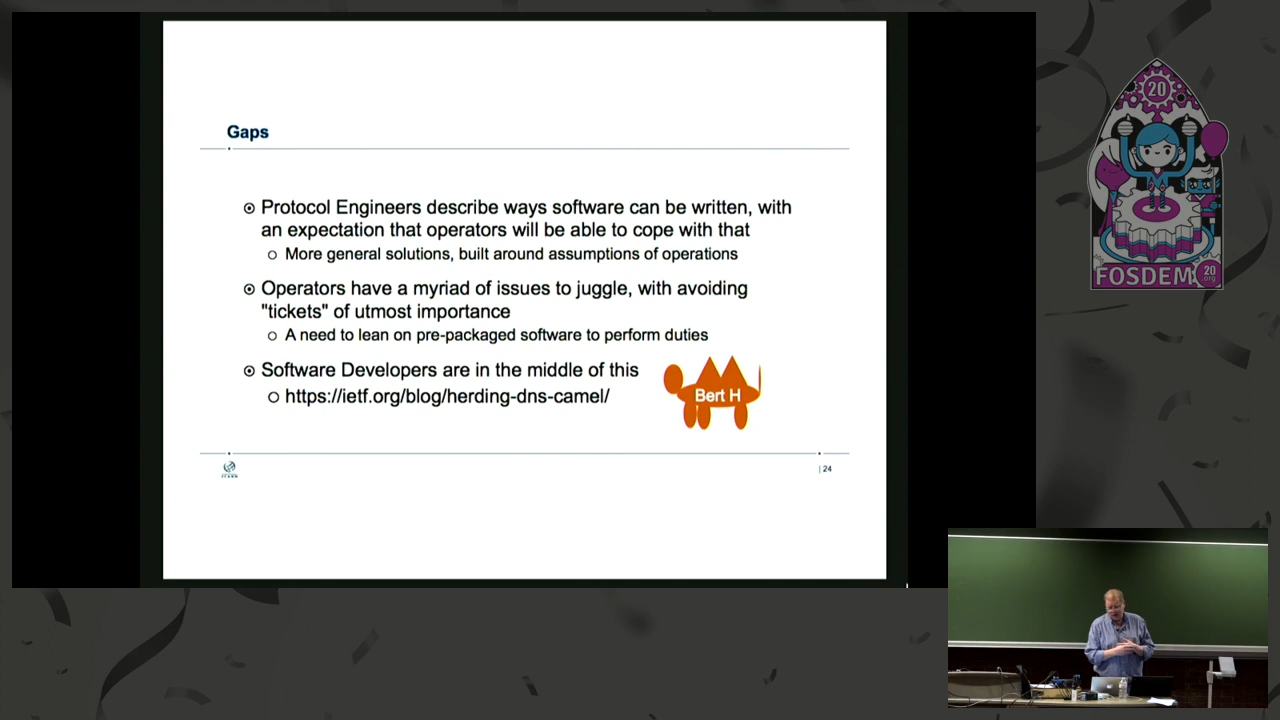 Gaps
Protocol Engineers describe ways software can be written, with
an expectation that operators will be able to cope with that
More general solutions, built around assumptions of operations
Operators have a myriad of issues to juggle, with avoiding
"tickets" of utmost importance
A need to lean on pre-packaged software to perform duties
Software Developers are in the middle of this
https://ietf.org/blog/herding-dns-camel/
Bert H
ICANN
| 24
20
FOSDEM
20
.org